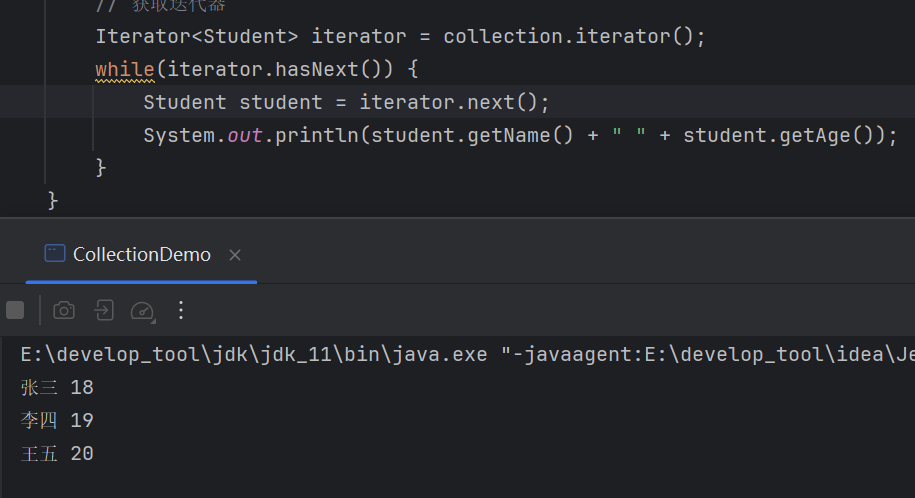 // 获取迭代器
Iterator<Student> iterator = collection.iterator();
while(iterator.hasNext()) {
Student student = iterator.next();
System.out.println(student.getName() + " " + student.getAge());
}
}
CollectionDemo
E:\develop_tool\jdk\jdk_11\bin\java.exe "-javaagent:E:\develop_tool\idea\Je
张三 18
李四 19
王五 20